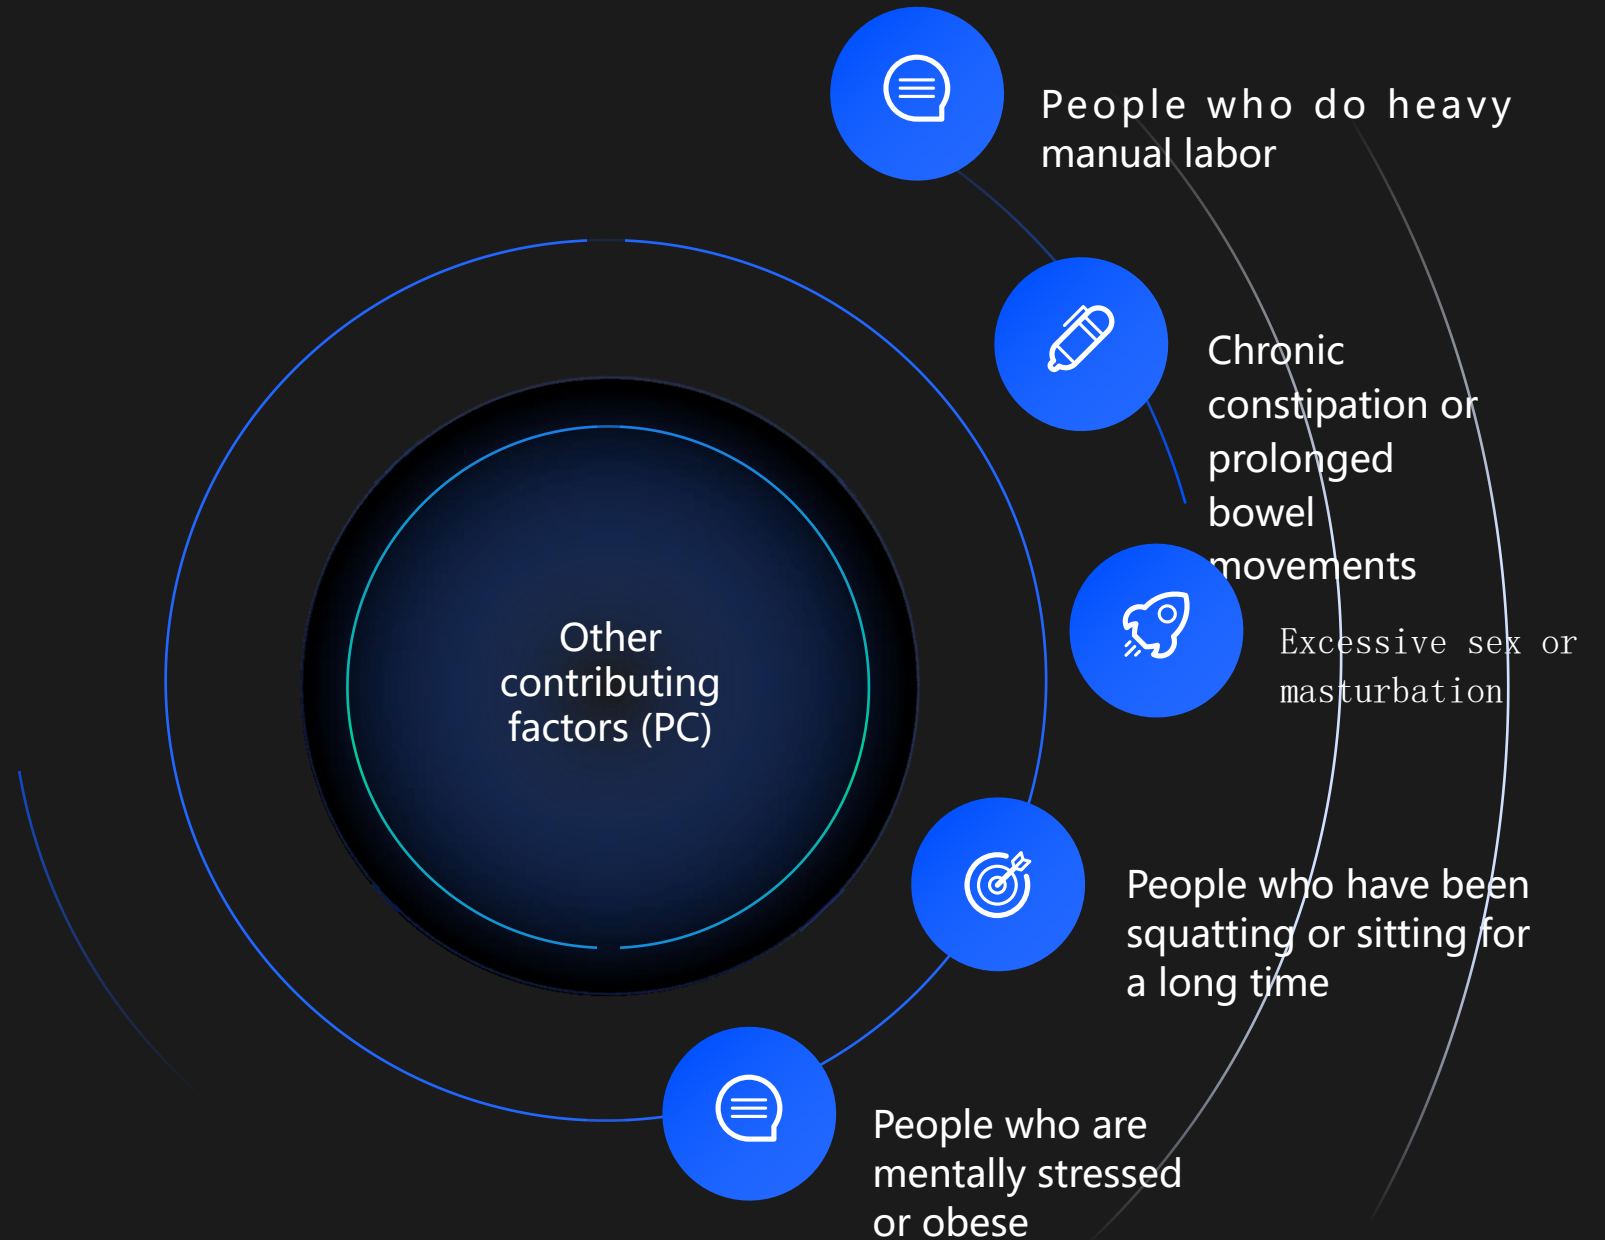 People who do heavy
manual labor
Chronic
constipation or
prolonged
bowel
movements
Other
contributing
factors (PC)
Excessive sex or
masturbation
People who have been
squatting or sitting for
a long time
People who are
mentally stressed
or obese